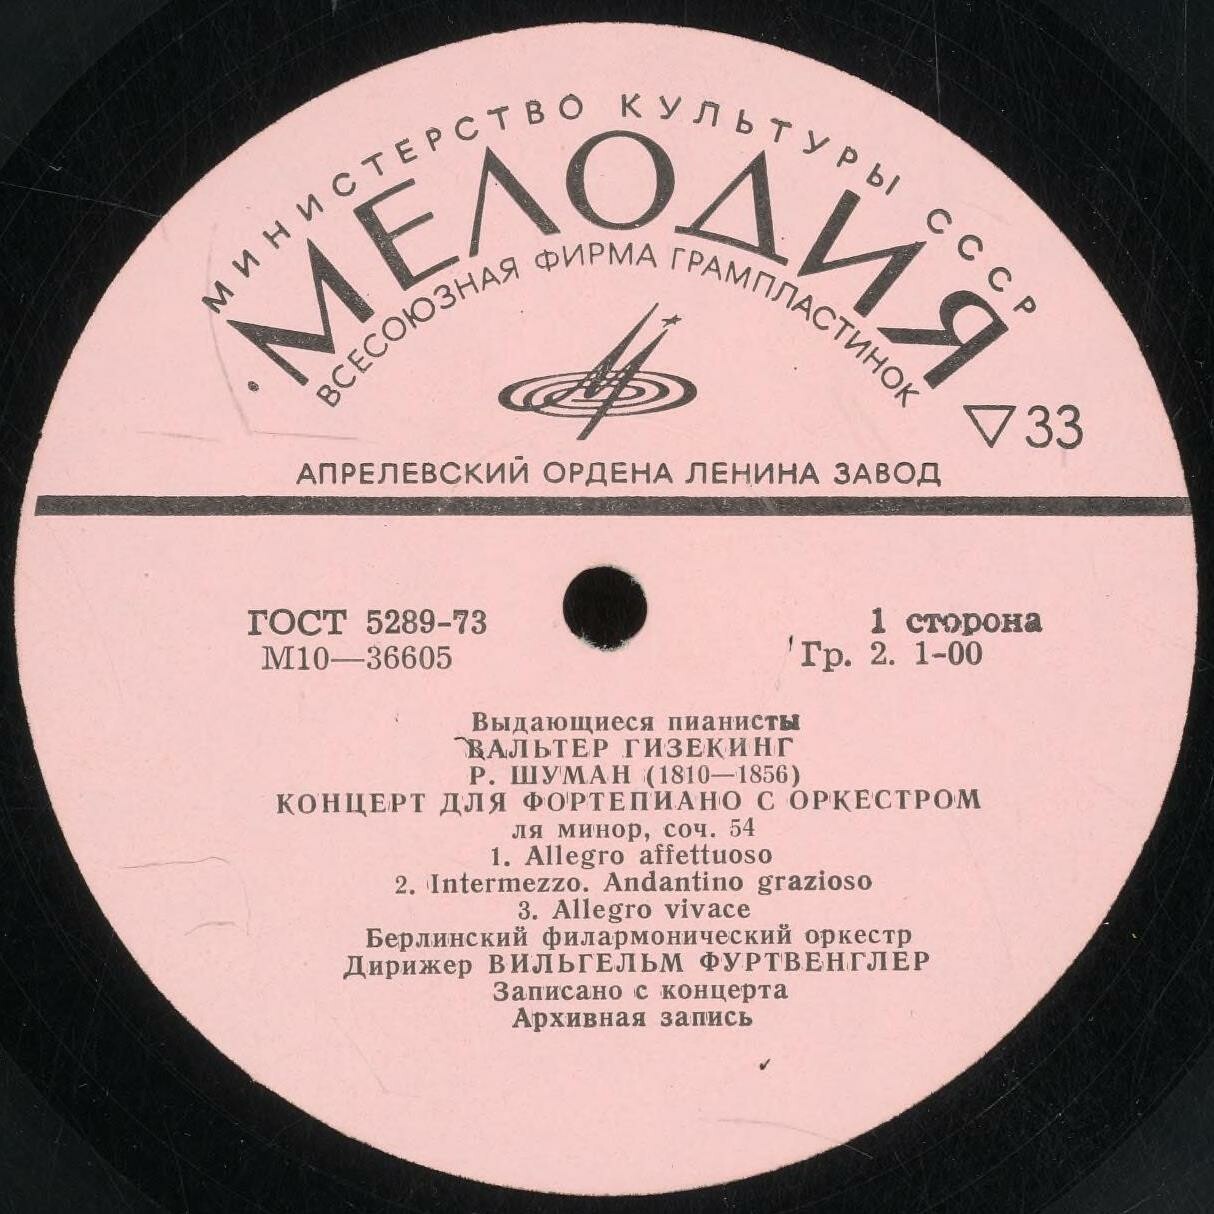 МИНИСТЕРСТВО КУЛЬТУРЫ СССР
МЕЛОДИЯ
ВСЕСОЮЗНАЯ ФИРМА ГРАМПЛАСТИНОК
33
АПРЕЛЕВСКИЙ ОРДЕНА ЛЕНИНА ЗАВОД
ГОСТ 5289-73
М10—36605
1 сторона
Гр. 2. 1-00
Выдающиеся пианисты
ВАЛЬТЕР ГИЗЕКИНГ
Р. ШУМАН (1810—1856)
КОНЦЕРТ ДЛЯ ФОРТЕПИАНО С ОРКЕСТРОМ
ля минор, соч. 54
1. Allegro affettuoso
2. Intermezzo. Andantino grazioso
3. Allegro vivace
Берлинский филармонический оркестр
Дирижер ВИЛЬГЕЛЬМ ФУРТВЕНГЛЕР
Записано с концерта
Архивная запись